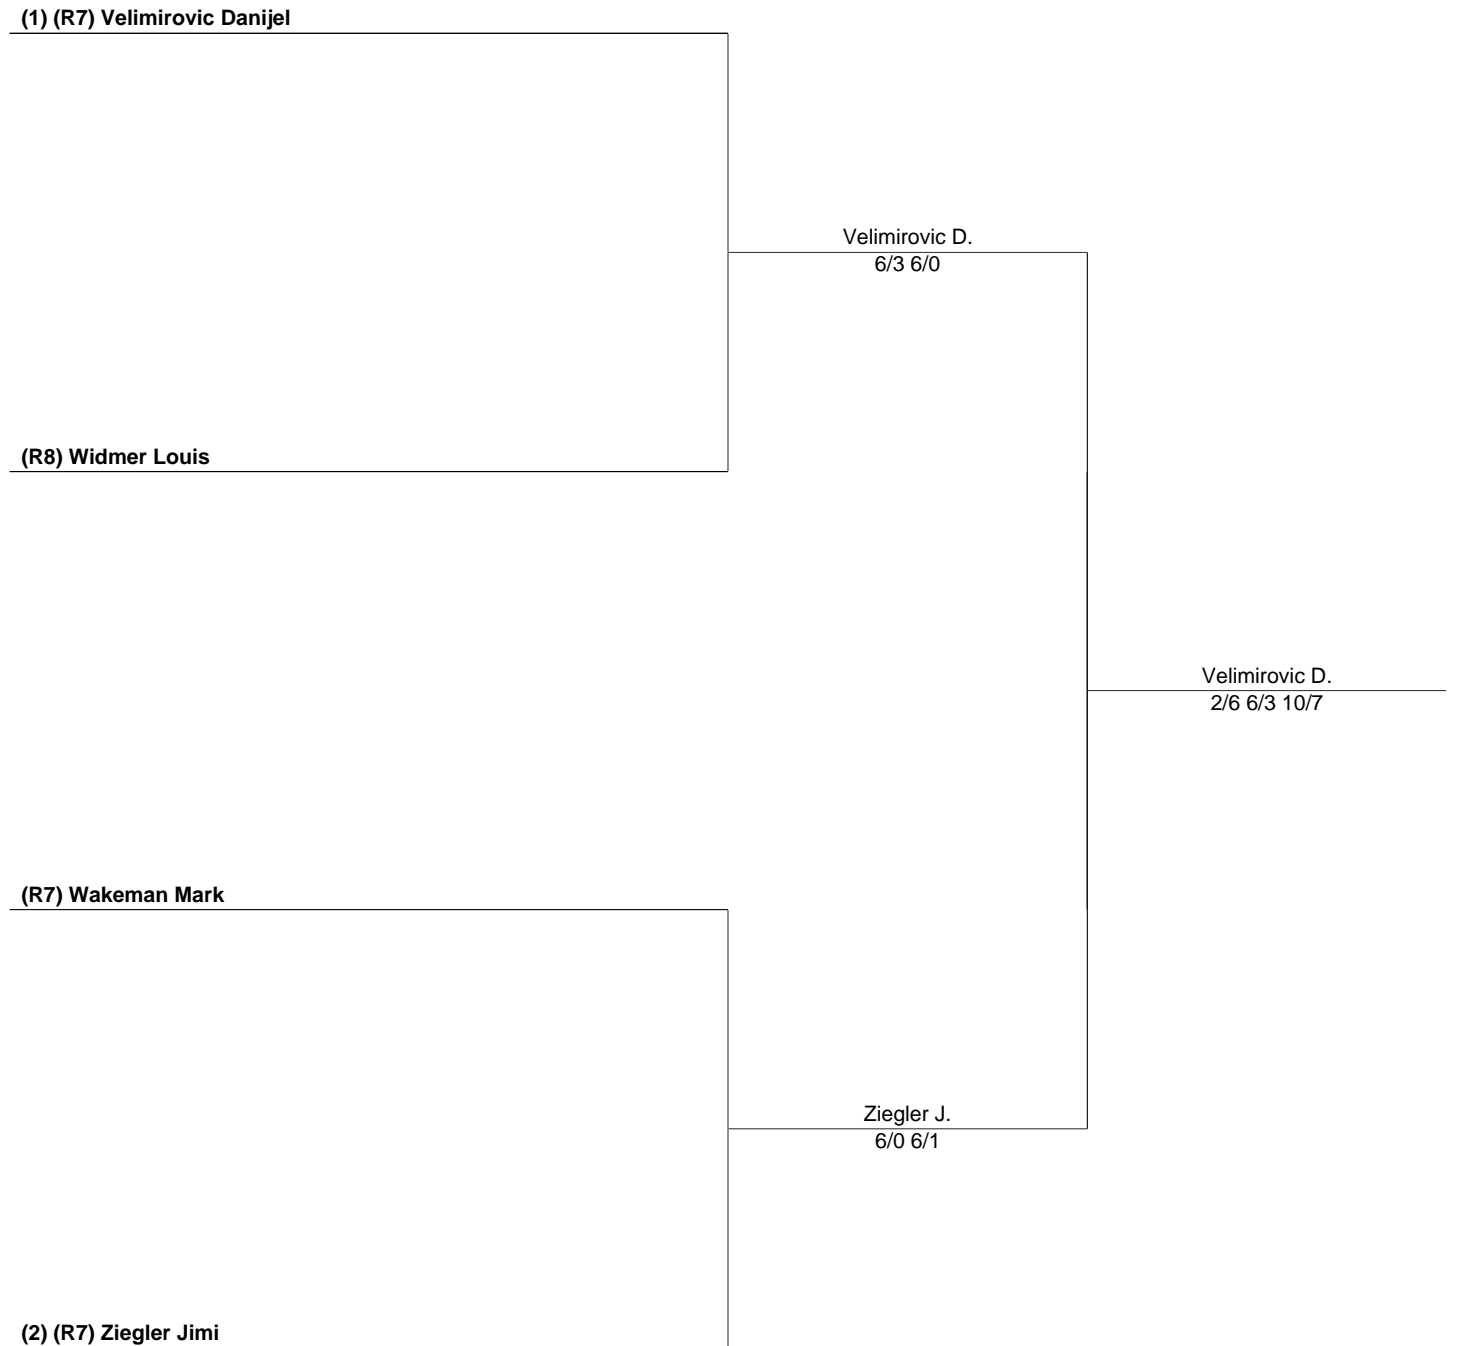 (1) (R7) Velimirovic Danijel
Velimirovic D.
6/3 6/0
(R8) Widmer Louis
Velimirovic D.
2/6 6/3 10/7
(R7) Wakeman Mark
Ziegler J.
6/0 6/1
(2) (R7) Ziegler Jimi